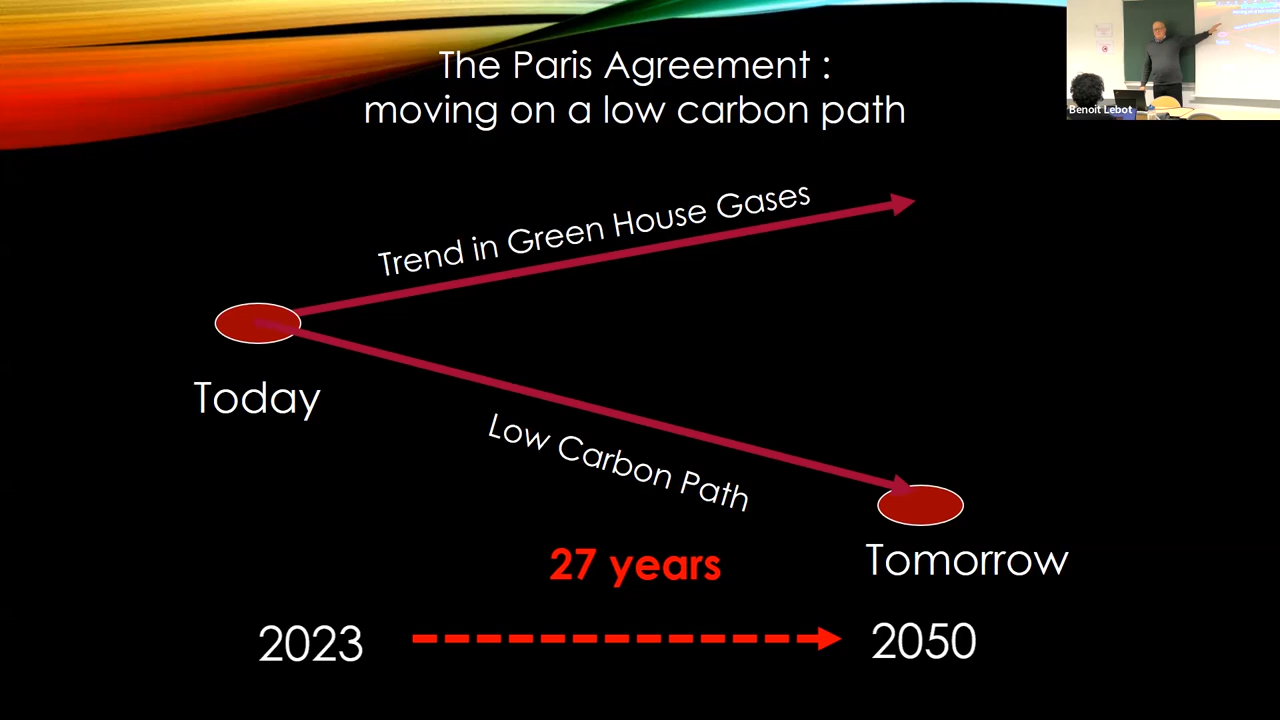 The Paris Agreement :
moving on a low carbon path
Benoit Lebot
Trend in Green House Gases
Today
Low Carbon Path
27 years
Tomorrow
2023
2050